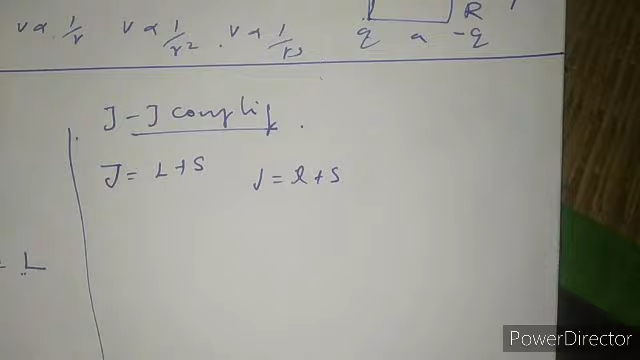 V ∝ 1/r V ∝ 1/r² . V ∝ 1/r³ R
q a -q
J - J coupling .
J = L + S j = l + s
= L
PowerDirector